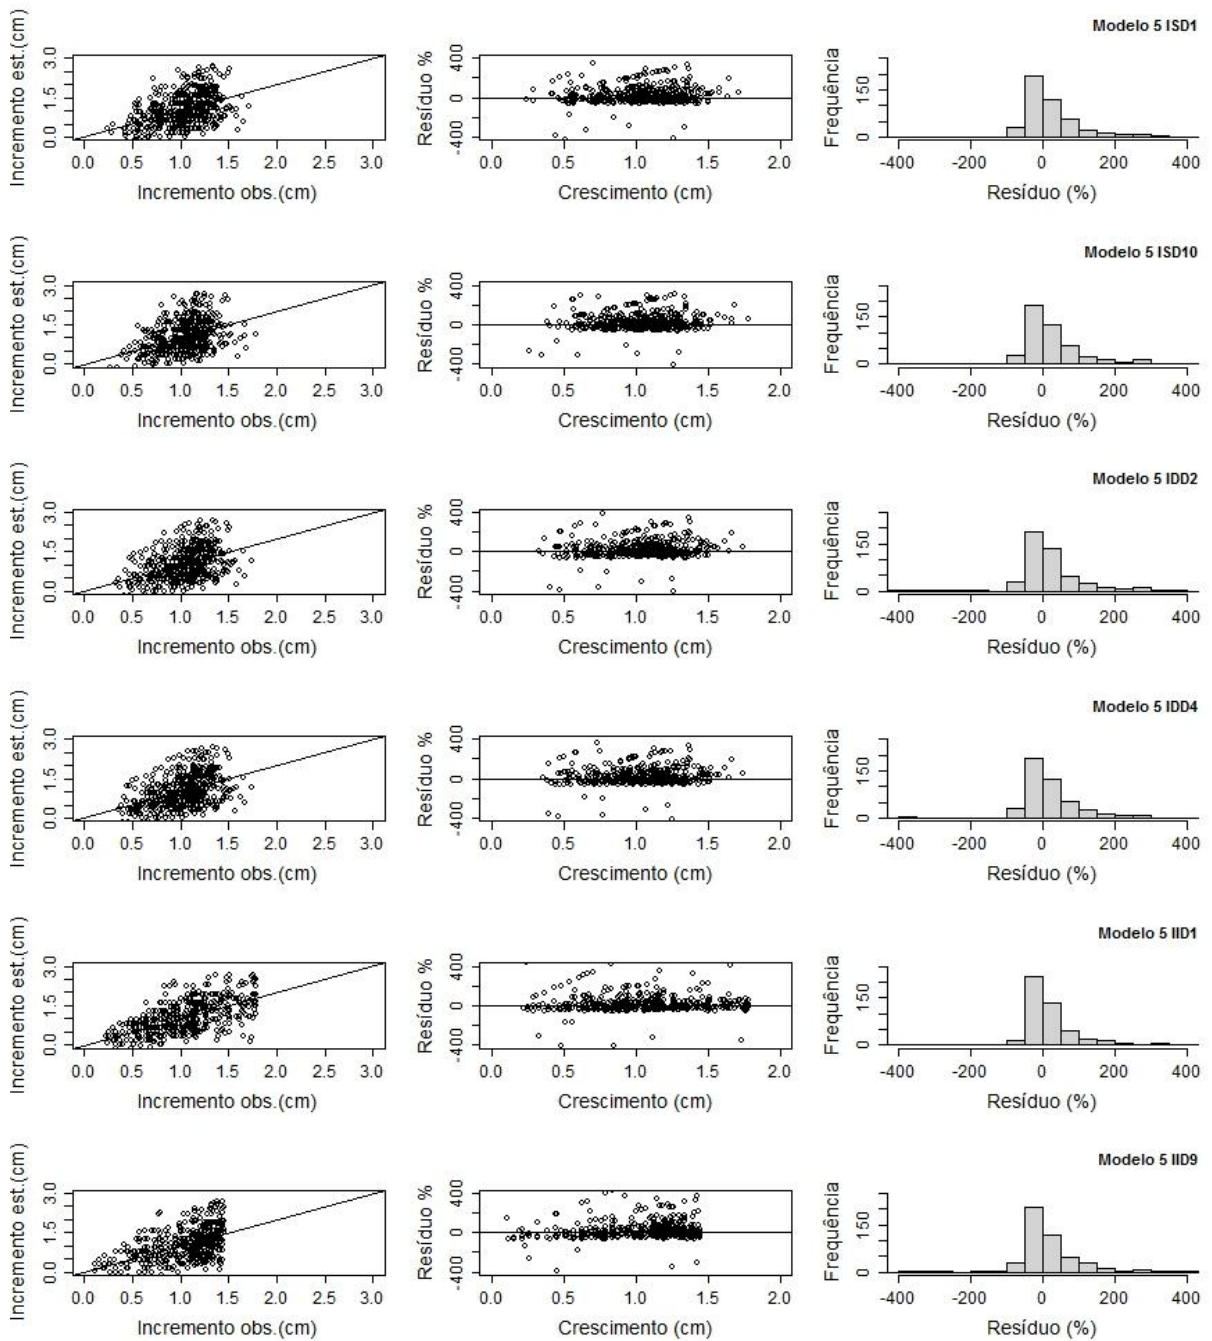 Modelo 5 ISD1
Incremento est.(cm)
0.0 1.5 3.0
0.0 0.5 1.0 1.5 2.0 2.5 3.0
Incremento obs.(cm)
Resíduo %
-400 0 400
0.0 0.5 1.0 1.5 2.0
Crescimento (cm)
Frequência
0 150
-400 -200 0 200 400
Resíduo (%)
Modelo 5 ISD10
Incremento est.(cm)
0.0 1.5 3.0
0.0 0.5 1.0 1.5 2.0 2.5 3.0
Incremento obs.(cm)
Resíduo %
-400 0 400
0.0 0.5 1.0 1.5 2.0
Crescimento (cm)
Frequência
0 150
-400 -200 0 200 400
Resíduo (%)
Modelo 5 IDD2
Incremento est.(cm)
0.0 1.5 3.0
0.0 0.5 1.0 1.5 2.0 2.5 3.0
Incremento obs.(cm)
Resíduo %
-400 0 400
0.0 0.5 1.0 1.5 2.0
Crescimento (cm)
Frequência
0 150
-400 -200 0 200 400
Resíduo (%)
Modelo 5 IDD4
Incremento est.(cm)
0.0 1.5 3.0
0.0 0.5 1.0 1.5 2.0 2.5 3.0
Incremento obs.(cm)
Resíduo %
-400 0 400
0.0 0.5 1.0 1.5 2.0
Crescimento (cm)
Frequência
0 150
-400 -200 0 200 400
Resíduo (%)
Modelo 5 IID1
Incremento est.(cm)
0.0 1.5 3.0
0.0 0.5 1.0 1.5 2.0 2.5 3.0
Incremento obs.(cm)
Resíduo %
-400 0 400
0.0 0.5 1.0 1.5 2.0
Crescimento (cm)
Frequência
0 150
-400 -200 0 200 400
Resíduo (%)
Modelo 5 IID9
Incremento est.(cm)
0.0 1.5 3.0
0.0 0.5 1.0 1.5 2.0 2.5 3.0
Incremento obs.(cm)
Resíduo %
-400 0 400
0.0 0.5 1.0 1.5 2.0
Crescimento (cm)
Frequência
0 150
-400 -200 0 200 400
Resíduo (%)